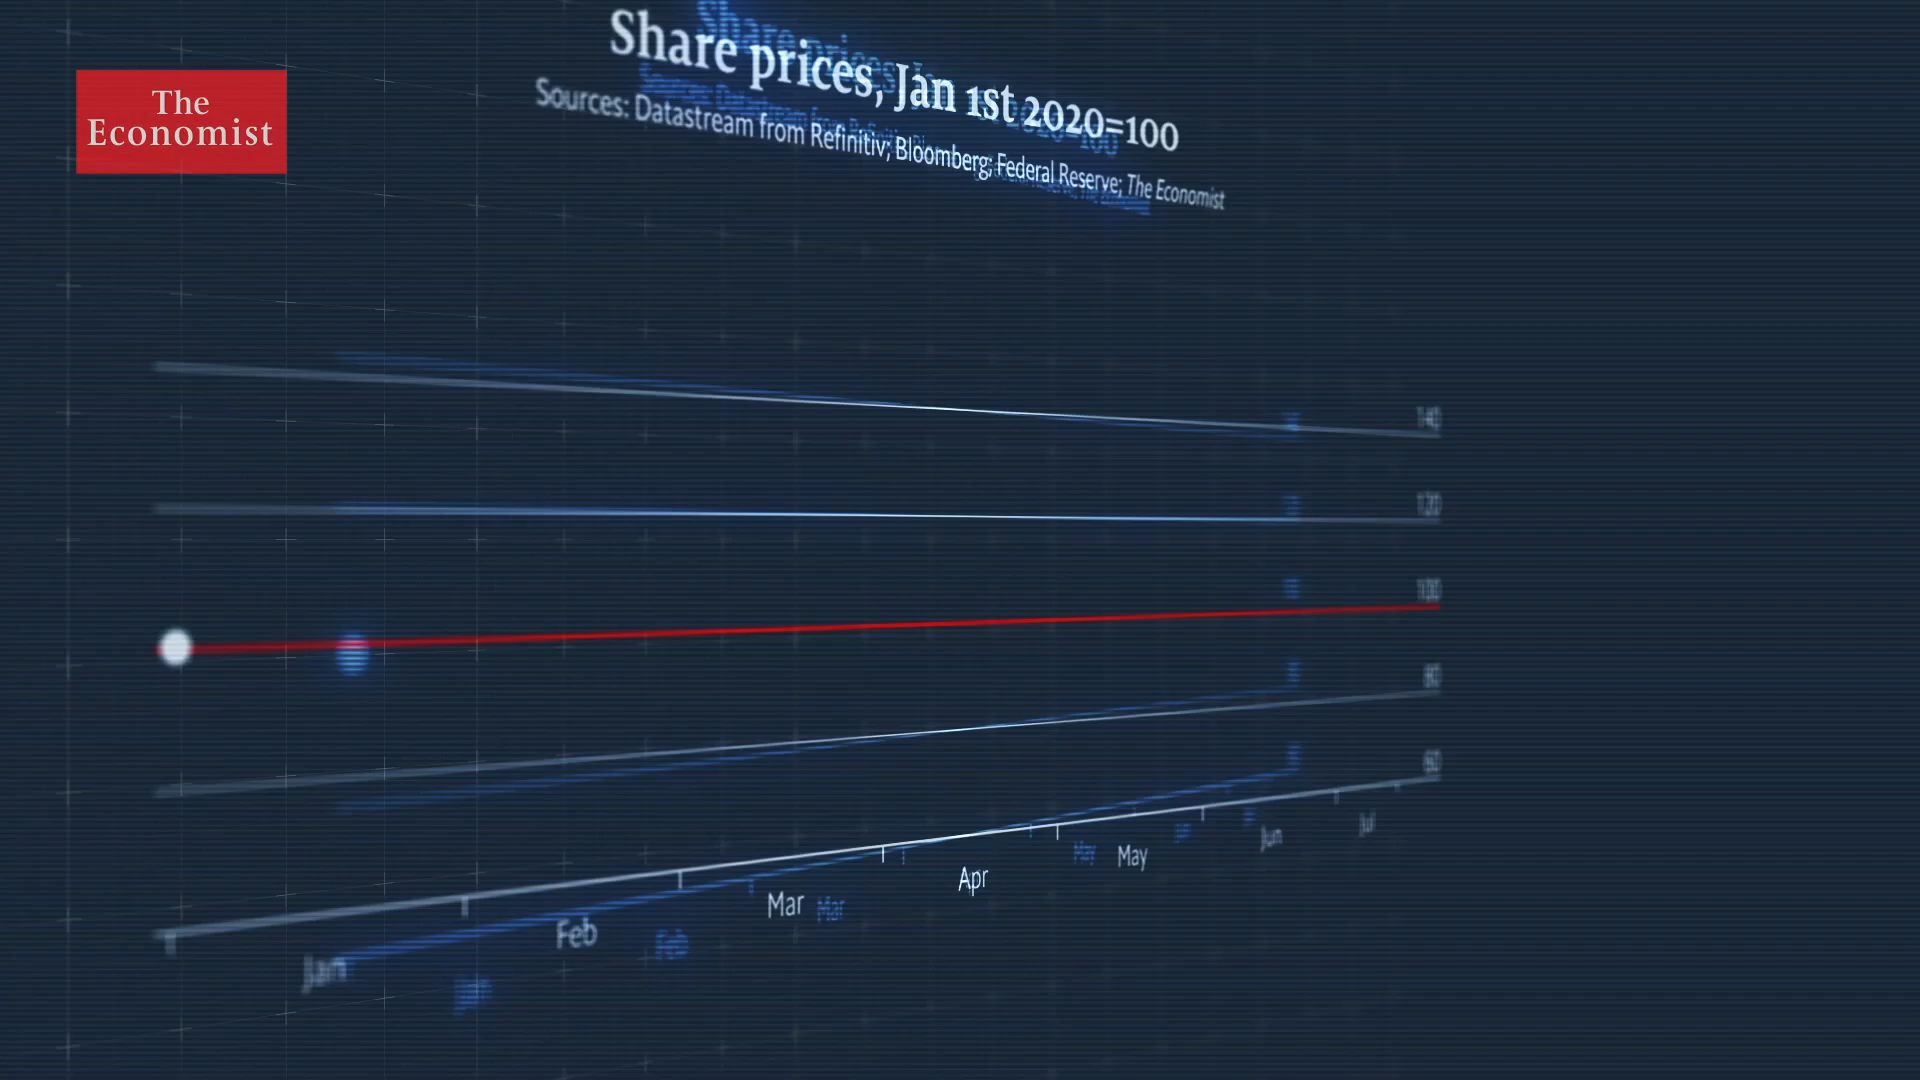 The
Economist
Share prices, Jan 1st 2020=100
Sources: Datastream from Refinitiv; Bloomberg; Federal Reserve; The Economist
140
120
100
80
60
Jan
Feb
Mar
Apr
May
Jun
Jul